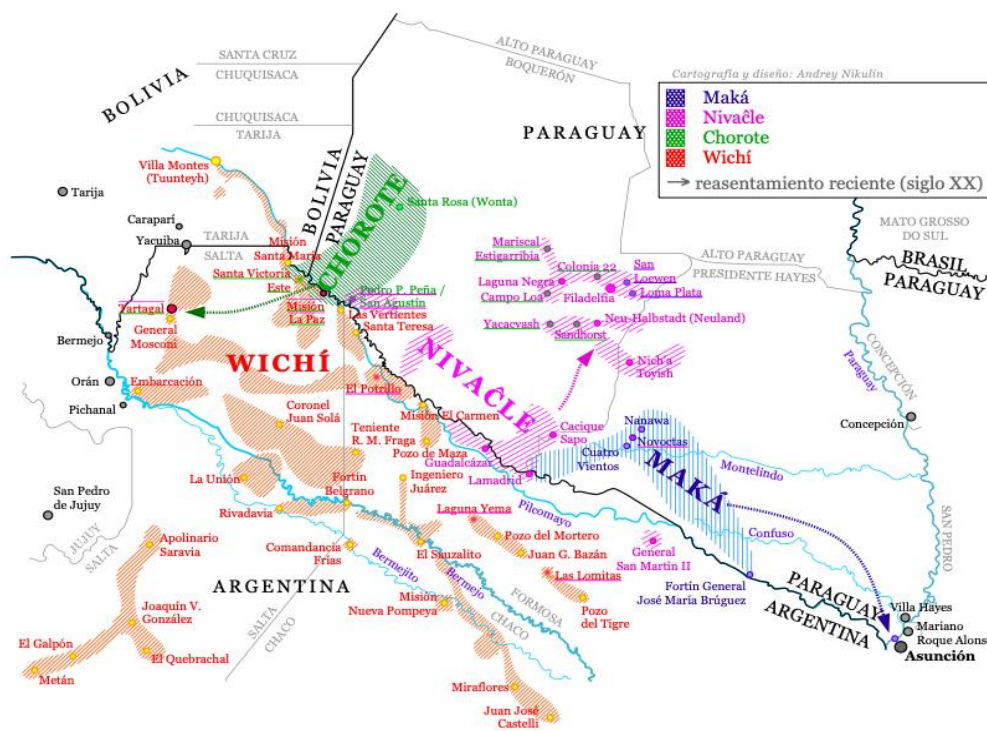 SANTA CRUZ
CHUQUISACA
BOLIVIA
CHUQUISACA
TARIJA
ALTO PARAGUAY
BOQUERÓN
PARAGUAY
Cartografía y diseño: Andrey Nikulin
Maká
Nivaĉle
Chorote
Wichí
reasentamiento reciente (siglo XX)
Villa Montes
(Tuunteyh)
Tarija
Caraparí
Yacuiba
TARIJA
SALTA
BOLIVIA
PARAGUAY
CHOROTE
Santa Rosa (Wonta)
Misión
Santa María
Santa Victoria
Este
Misión
La Paz
Pedro P. Peña /
San Agustín
Las Vertientes
Santa Teresa
Mariscal
Estigarribia
Colonia 22
San
Loewen
Laguna Negra
Campo Loa
Filadelfia
Loma Plata
Yacacvash
Sandhorst
Neu-Halbstadt (Neuland)
Nich'a
Toyish
ALTO PARAGUAY
PRESIDENTE HAYES
MATO GROSSO
DO SUL
BRASIL
PARAGUAY
Paraguay
CONCEPCIÓN
Concepción
SAN PEDRO
Tartagal
General
Mosconi
Bermejo
Orán
Pichanal
Embarcación
WICHÍ
NIVAĈLE
El Potrillo
Misión El Carmen
Coronel
Juan Solá
Teniente
R. M. Fraga
Pozo de Maza
Cacique
Sapo
Guadalcázar
Lamadrid
Nanawa
Novoctas
Cuatro
Vientos
MAKÁ
Montelindo
Confuso
Pilcomayo
La Unión
Fortín
Belgrano
Ingeniero
Juárez
Rivadavia
Laguna Yema
Pozo del Mortero
Juan G. Bazán
General
San Martín II
San Pedro
de Jujuy
JUJUY
SALTA
Apolinario
Saravia
Comandancia
Frías
El Sauzalito
Las Lomitas
Fortín General
José María Brúguez
ARGENTINA
Bermejito
Bermejo
Misión
Nueva Pompeya
FORMOSA
CHACO
Pozo
del Tigre
PARAGUAY
ARGENTINA
Villa Hayes
Mariano
Roque Alons
Asunción
Joaquín V.
González
SALTA
CHACO
El Galpón
El Quebrachal
Metán
Miraflores
Juan José
Castelli